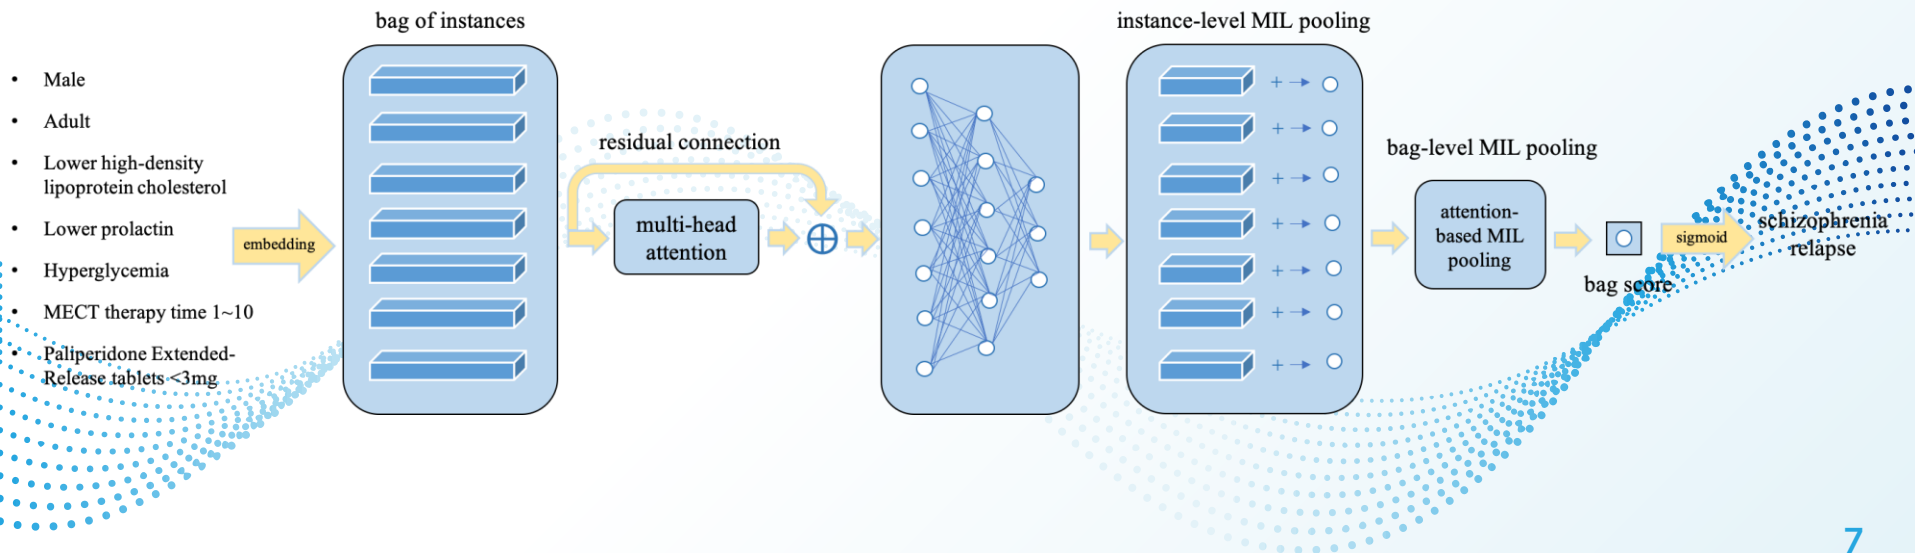 bag of instances
instance-level MIL pooling
• Male
• Adult
• Lower high-density
lipoprotein cholesterol
• Lower prolactin
• Hyperglycemia
• MECT therapy time 1~10
• Paliperidone Extended-
Release tablets <3mg
embedding
residual connection
multi-head
attention
+
+
+
+
+
+
+
bag-level MIL pooling
attention-
based MIL
pooling
bag score
sigmoid
schizophrenia
relapse
7